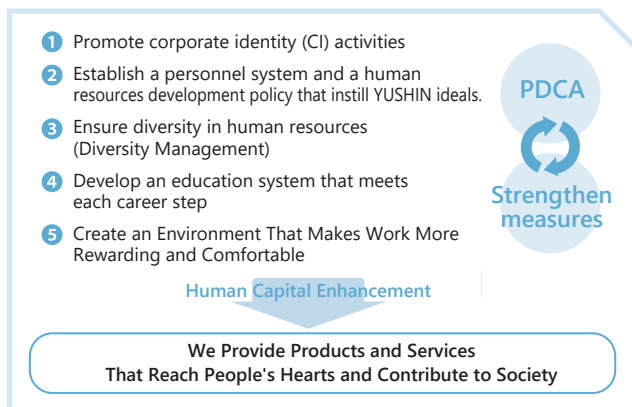 1 Promote corporate identity (CI) activities
2 Establish a personnel system and a human
resources development policy that instill YUSHIN ideals.
3 Ensure diversity in human resources
(Diversity Management)
4 Develop an education system that meets
each career step
5 Create an Environment That Makes Work More
Rewarding and Comfortable
PDCA
Strengthen
measures
Human Capital Enhancement
We Provide Products and Services
That Reach People's Hearts and Contribute to Society